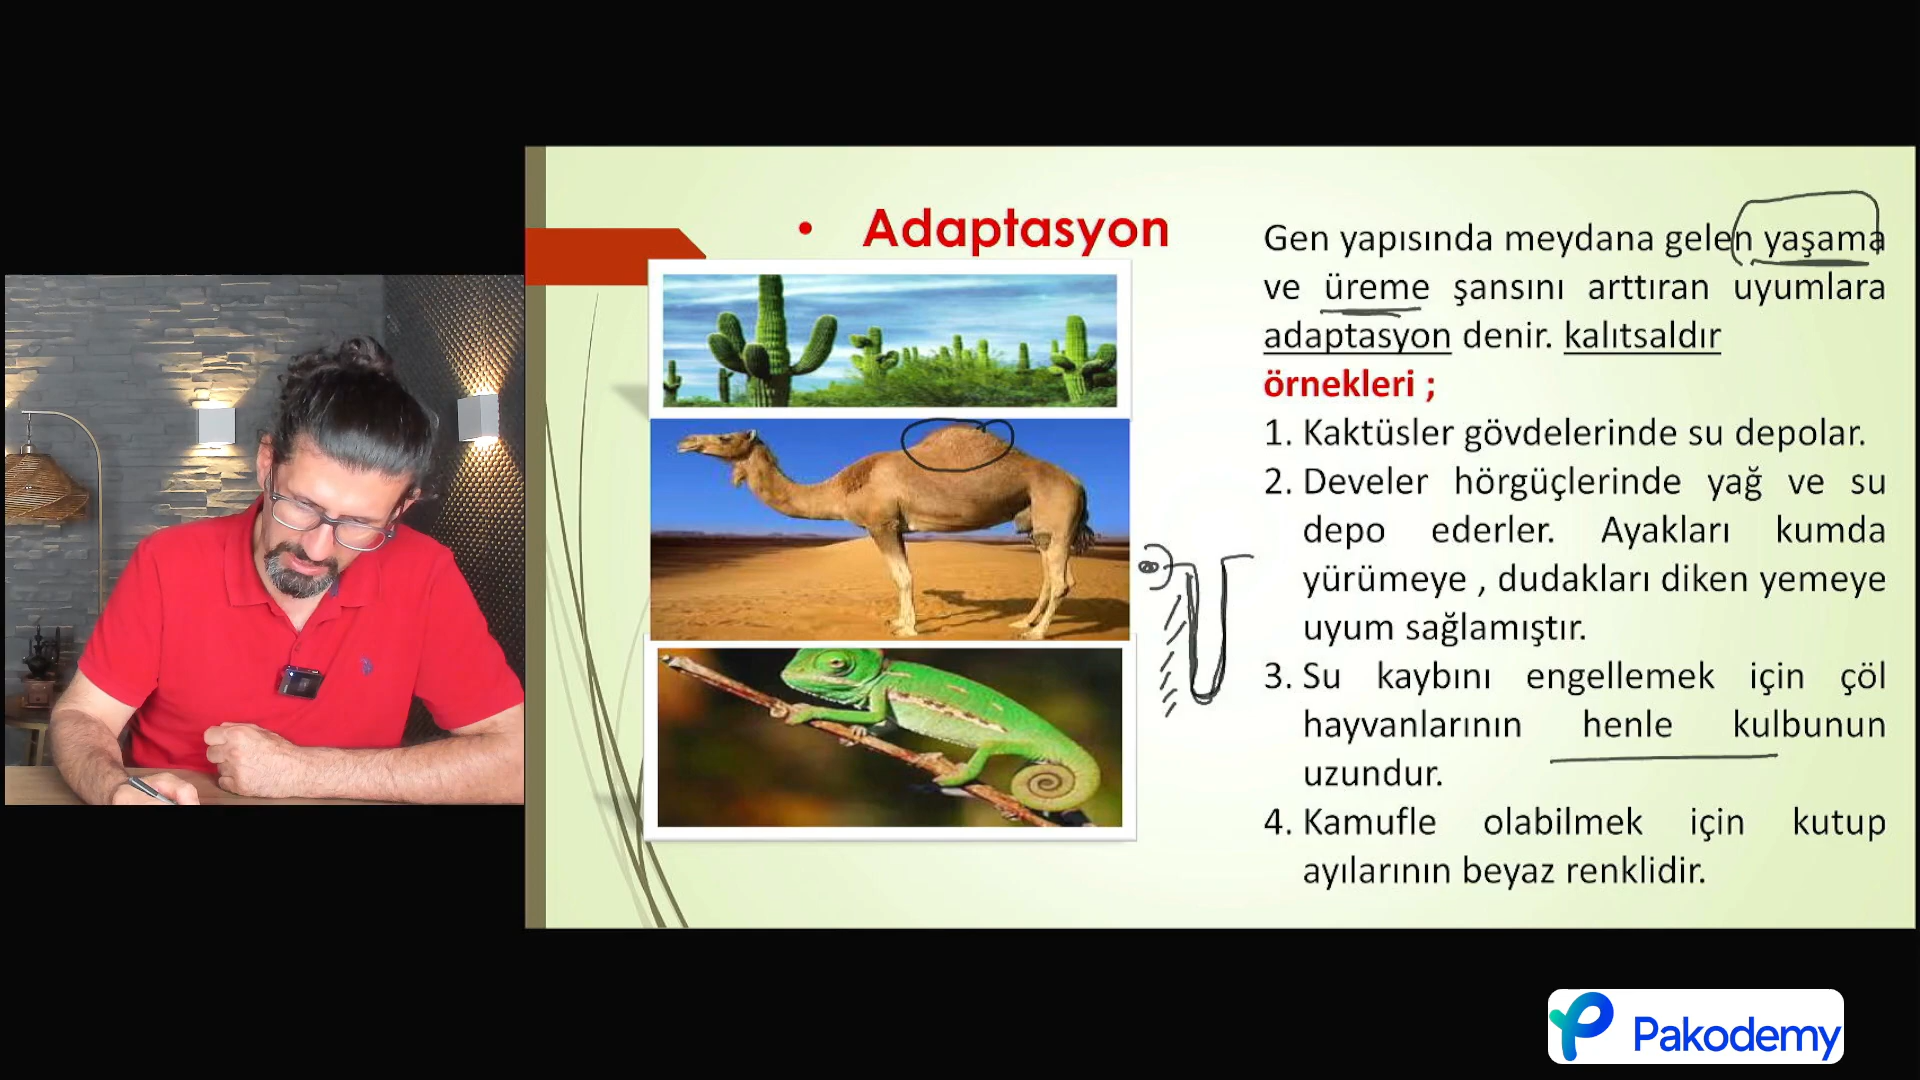 • Adaptasyon
Gen yapısında meydana gelen yaşama
ve üreme şansını arttıran uyumlara
adaptasyon denir. kalıtsaldır
örnekleri ;
1. Kaktüsler gövdelerinde su depolar.
2. Develer hörgüçlerinde yağ ve su
depo ederler. Ayakları kumda
yürümeye , dudakları diken yemeye
uyum sağlamıştır.
3. Su kaybını engellemek için çöl
hayvanlarının henle kulbunun
uzundur.
4. Kamufle olabilmek için kutup
ayılarının beyaz renklidir.
Pakodemy